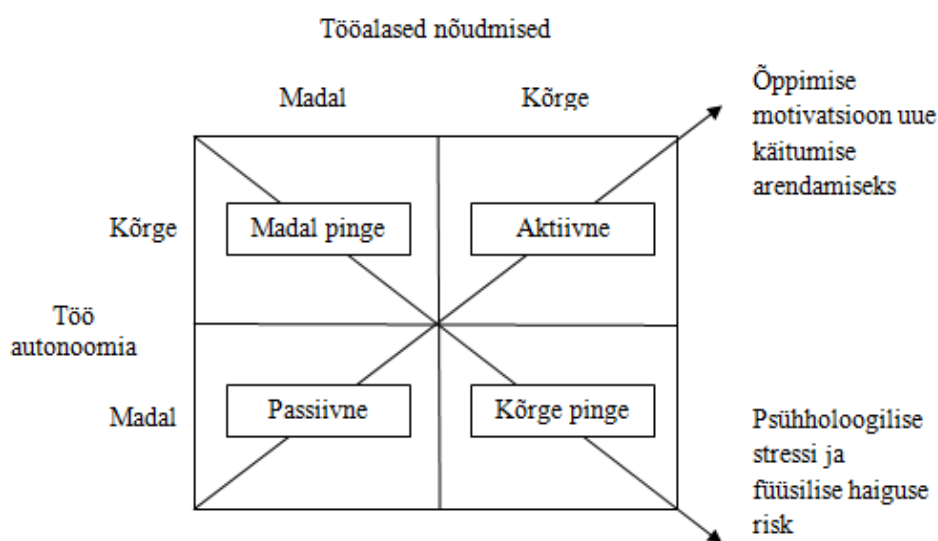 Tööalased nõudmised
Madal
Kõrge
Õppimise
motivatsioon uue
käitumise
arendamiseks
Kõrge
Madal pinge
Aktiivne
Töö
autonoomia
Madal
Passiivne
Kõrge pinge
Psühholoogilise
stressi ja
füüsilise haiguse
risk